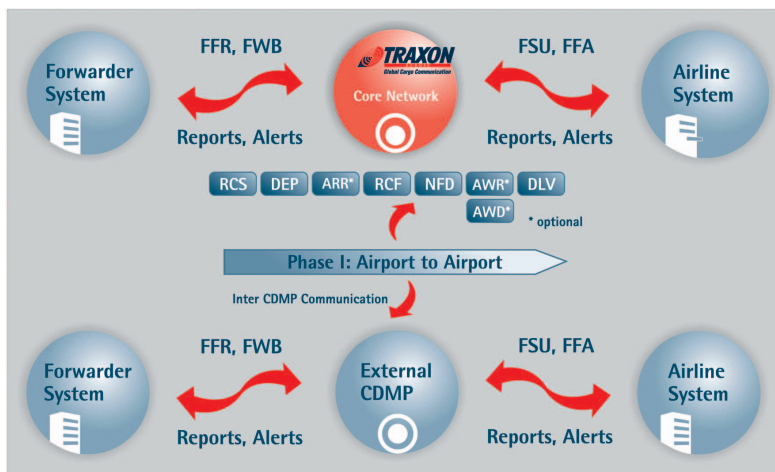 Forwarder
System
FFR, FWB
Reports, Alerts
TRAXON
EUROPE
Global Cargo Communication
Core Network
FSU, FFA
Reports, Alerts
Airline
System
RCS DEP ARR* RCF NFD AWR* DLV
AWD*
* optional
Phase I: Airport to Airport
Inter CDMP Communication
Forwarder
System
FFR, FWB
Reports, Alerts
External
CDMP
FSU, FFA
Reports, Alerts
Airline
System